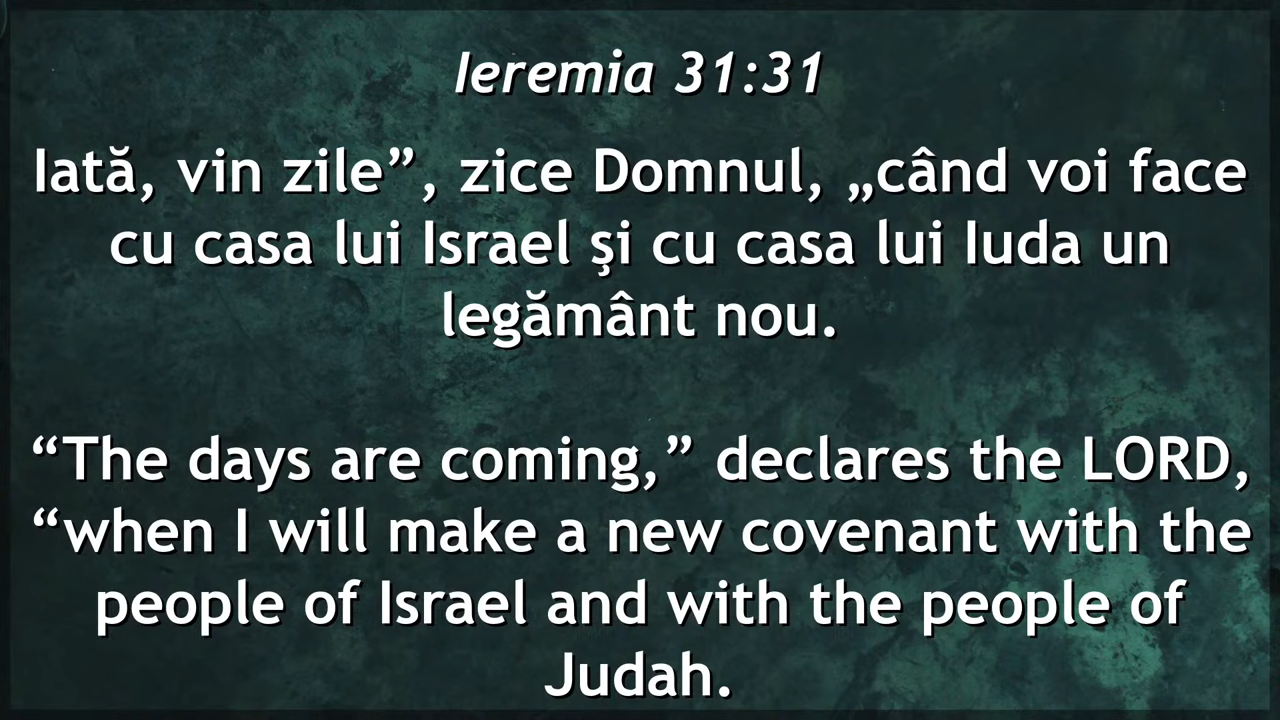 Ieremia 31:31
Iată, vin zile”, zice Domnul, „când voi face
cu casa lui Israel şi cu casa lui Iuda un
legământ nou.
“The days are coming,” declares the LORD,
“when I will make a new covenant with the
people of Israel and with the people of
Judah.